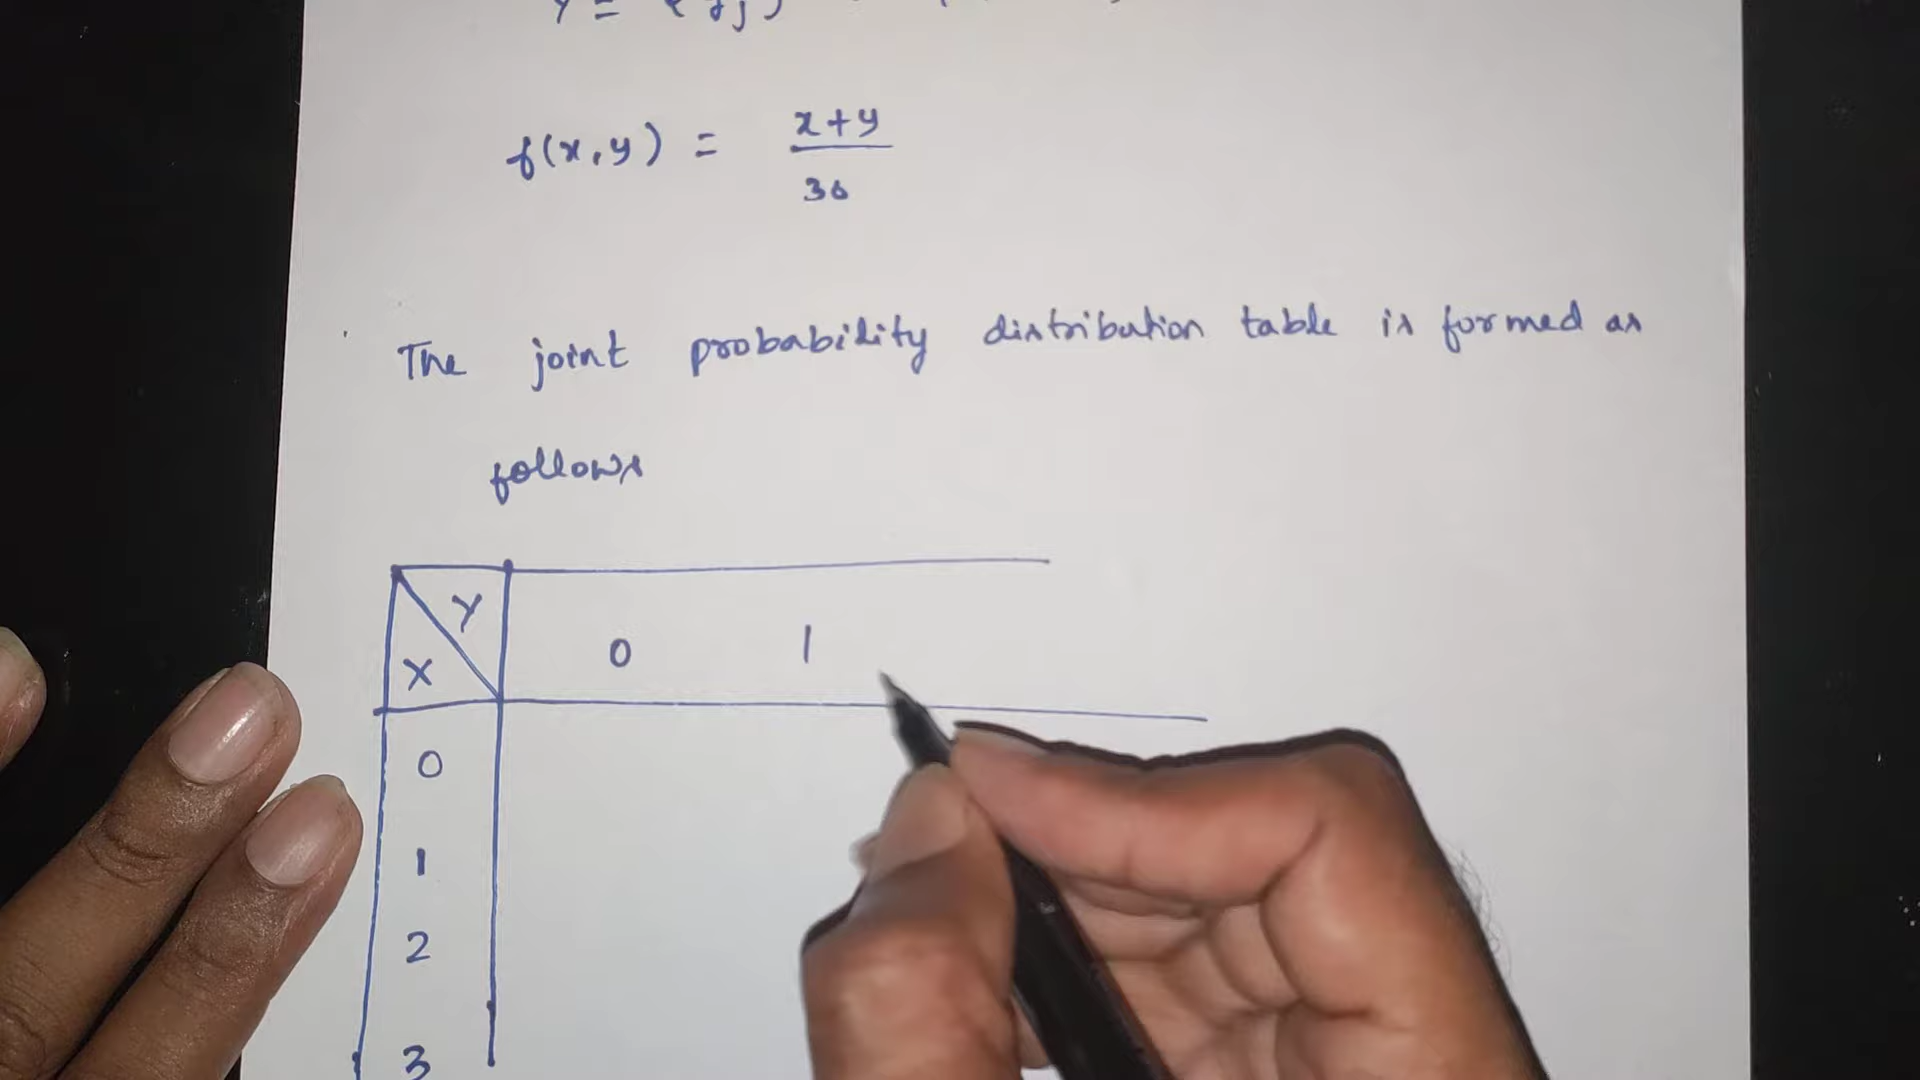 f(x,y) = x+y
30
The joint probability distribution table is formed as
follows
Y
X
0 1
0
1
2
3